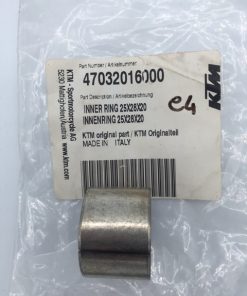 Part Number / Artikelnummer
47032016000
Part Description / Artikelbezeichnung
INNER RING 25X28X20
INNENRING 25X28X20
KTM original part / KTM Originalteil
MADE IN ITALY
KTM - Sportmotorcycle AG
5230 Mattighofen/Austria
www.ktm.com
KTM
e4